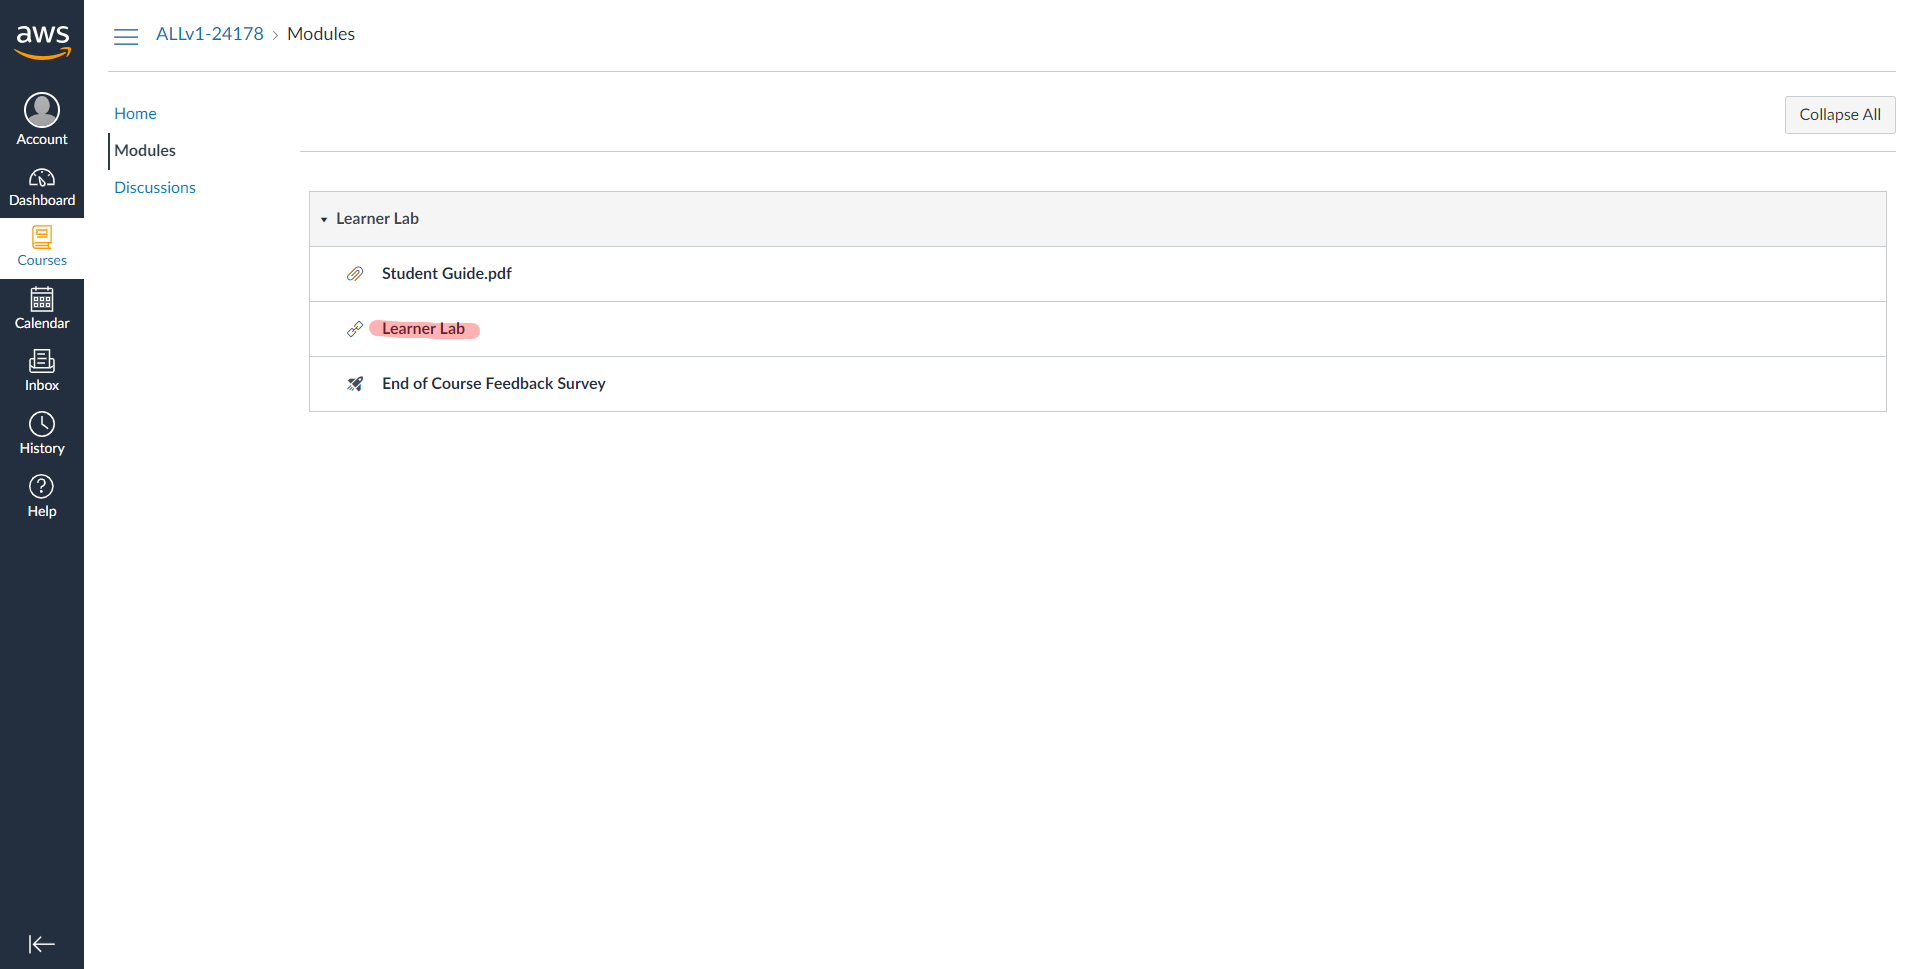 aws
ALLv1-24178 > Modules
Account
Dashboard
Courses
Calendar
Inbox
History
Help
Home
Modules
Discussions
Collapse All
Learner Lab
Student Guide.pdf
Learner Lab
End of Course Feedback Survey